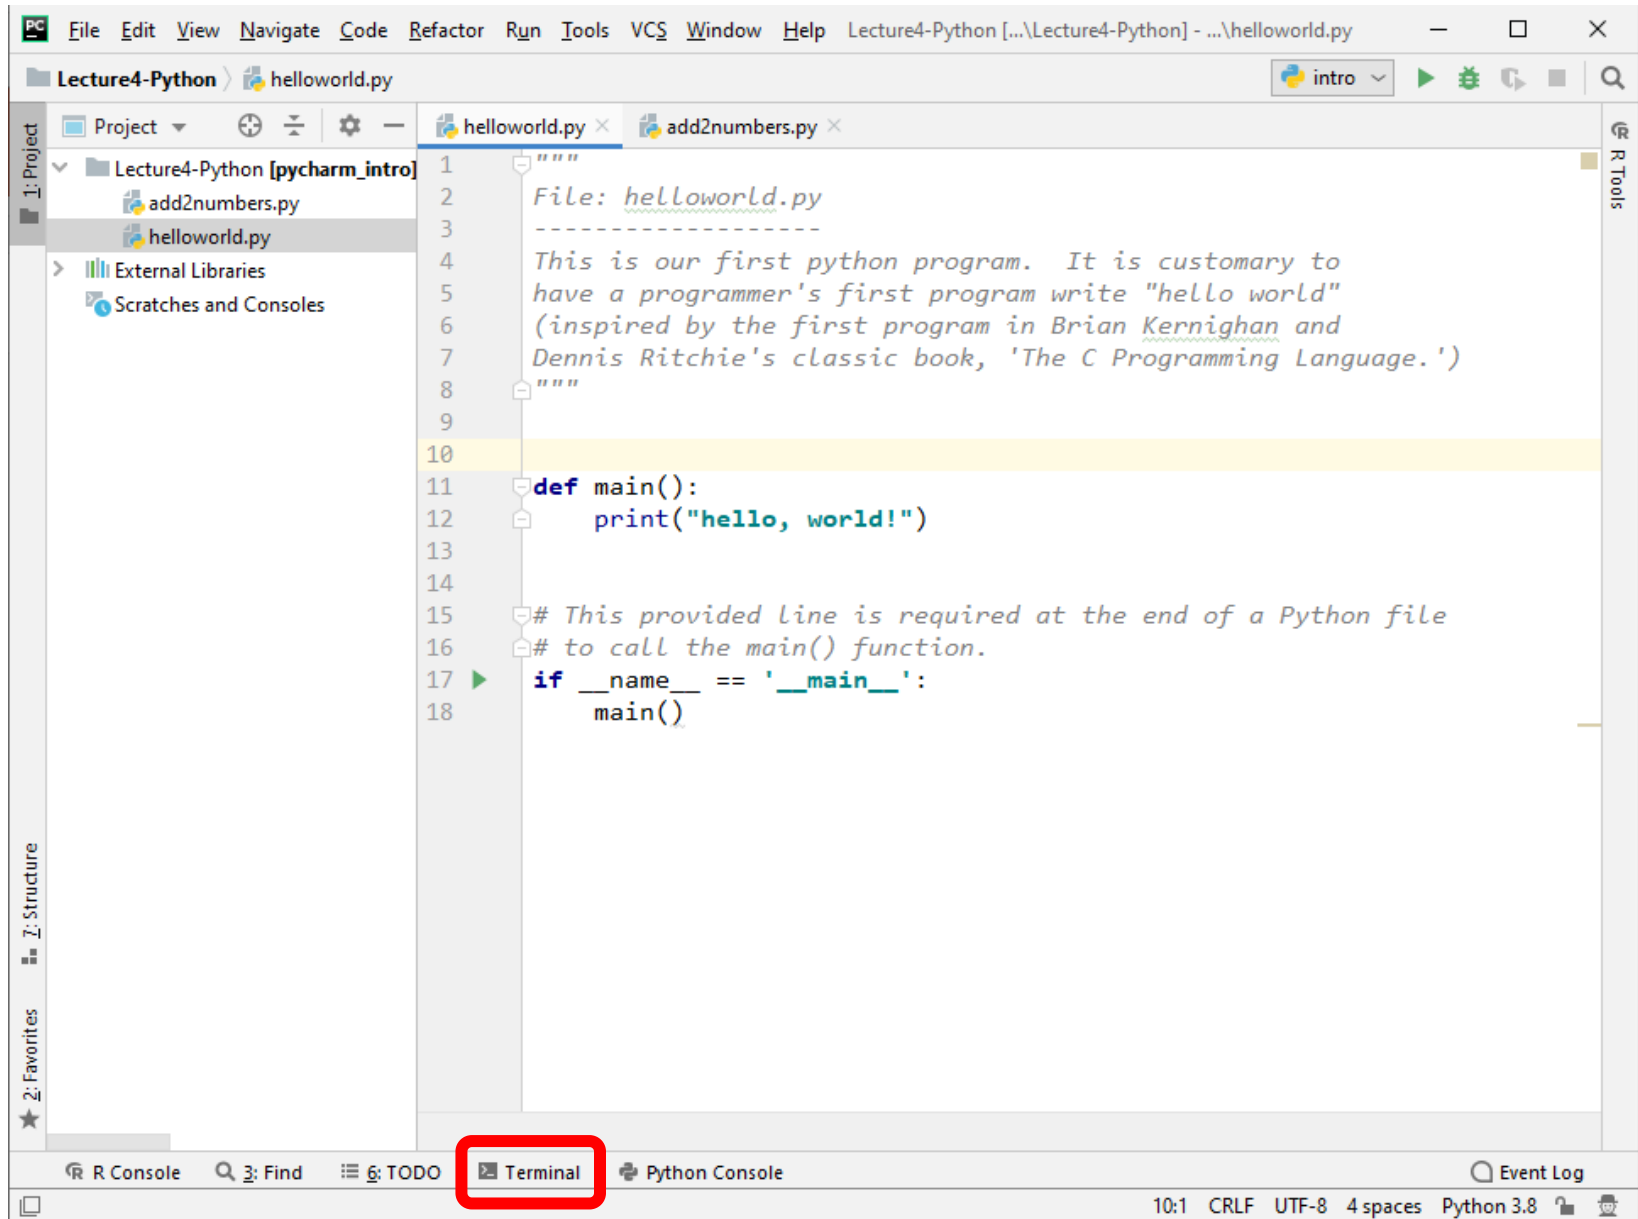 PC File Edit View Navigate Code Refactor Run Tools VCS Window Help Lecture4-Python [...\Lecture4-Python] - ...\helloworld.py
Lecture4-Python helloworld.py intro
1: Project
Project
helloworld.py add2numbers.py
R Tools
Lecture4-Python [pycharm_intro]
add2numbers.py
helloworld.py
External Libraries
Scratches and Consoles
1 """
2 File: helloworld.py
3 -------------------
4 This is our first python program.  It is customary to
5 have a programmer's first program write "hello world"
6 (inspired by the first program in Brian Kernighan and
7 Dennis Ritchie's classic book, 'The C Programming Language.')
8 """
9
10
11 def main():
12     print("hello, world!")
13
14
15 # This provided line is required at the end of a Python file
16 # to call the main() function.
17 if __name__ == '__main__':
18     main()
7: Structure
2: Favorites
R Console 3: Find 6: TODO Terminal Python Console Event Log
10:1 CRLF UTF-8 4 spaces Python 3.8